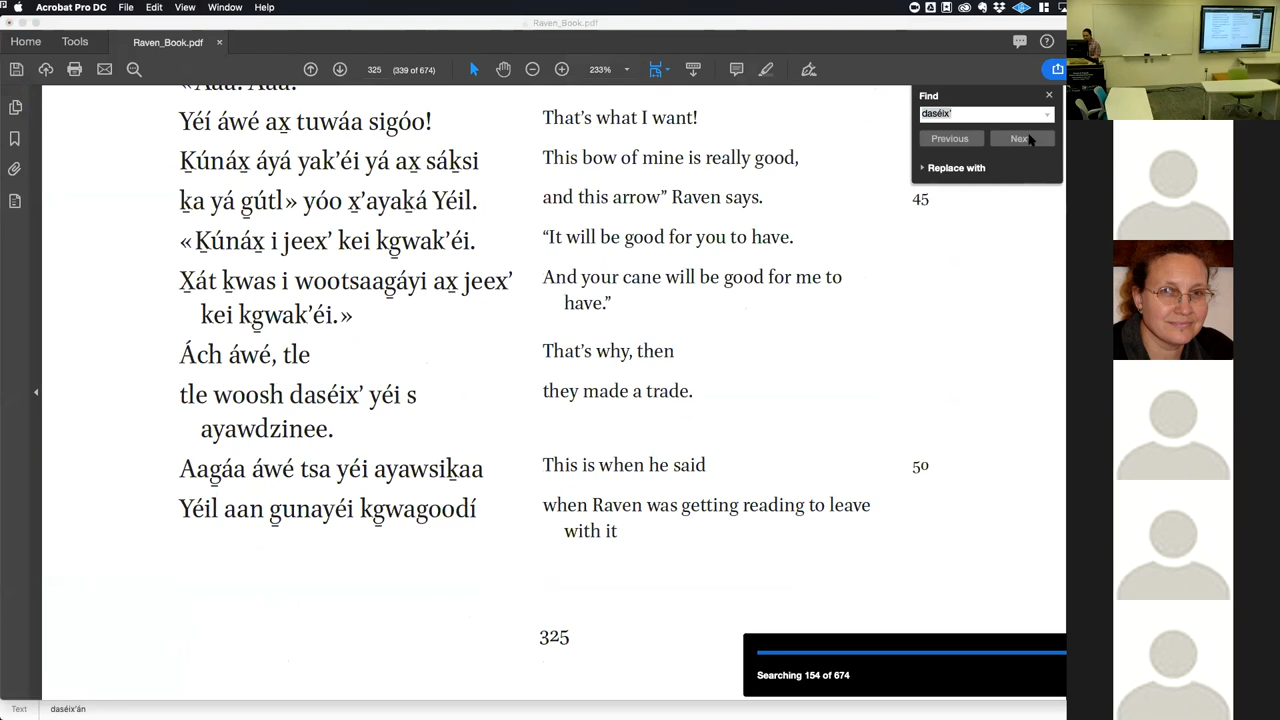 Acrobat Pro DC File Edit View Window Help
Raven_Book.pdf
Home Tools Raven_Book.pdf ×
325 (339 of 674) 233%
Yéi áwé ax̱ tuwáa sigóo!
Ḵúnáx̱ áyá yak’éi yá ax̱ sáḵsi
ḵa yá g̱útl» yóo x̱’ayaḵá Yéil.
«Ḵúnáx̱ i jeex’ kei kg̱wak’éi.
X̱át ḵwas i wootsaag̱áyi ax̱ jeex’
kei kg̱wak’éi.»
Ách áwé, tle
tle woosh daséix’ yéi s
ayawdzinee.
Aag̱áa áwé tsa yéi ayawsiḵaa
Yéil aan g̱unayéi kg̱wagoodí
That’s what I want!
This bow of mine is really good,
and this arrow” Raven says.
45
“It will be good for you to have.
And your cane will be good for me to
have.”
That’s why, then
they made a trade.
This is when he said
50
when Raven was getting reading to leave
with it
325
Find
daséix'
Previous Next
Replace with
Searching 154 of 674
Text daséix’án